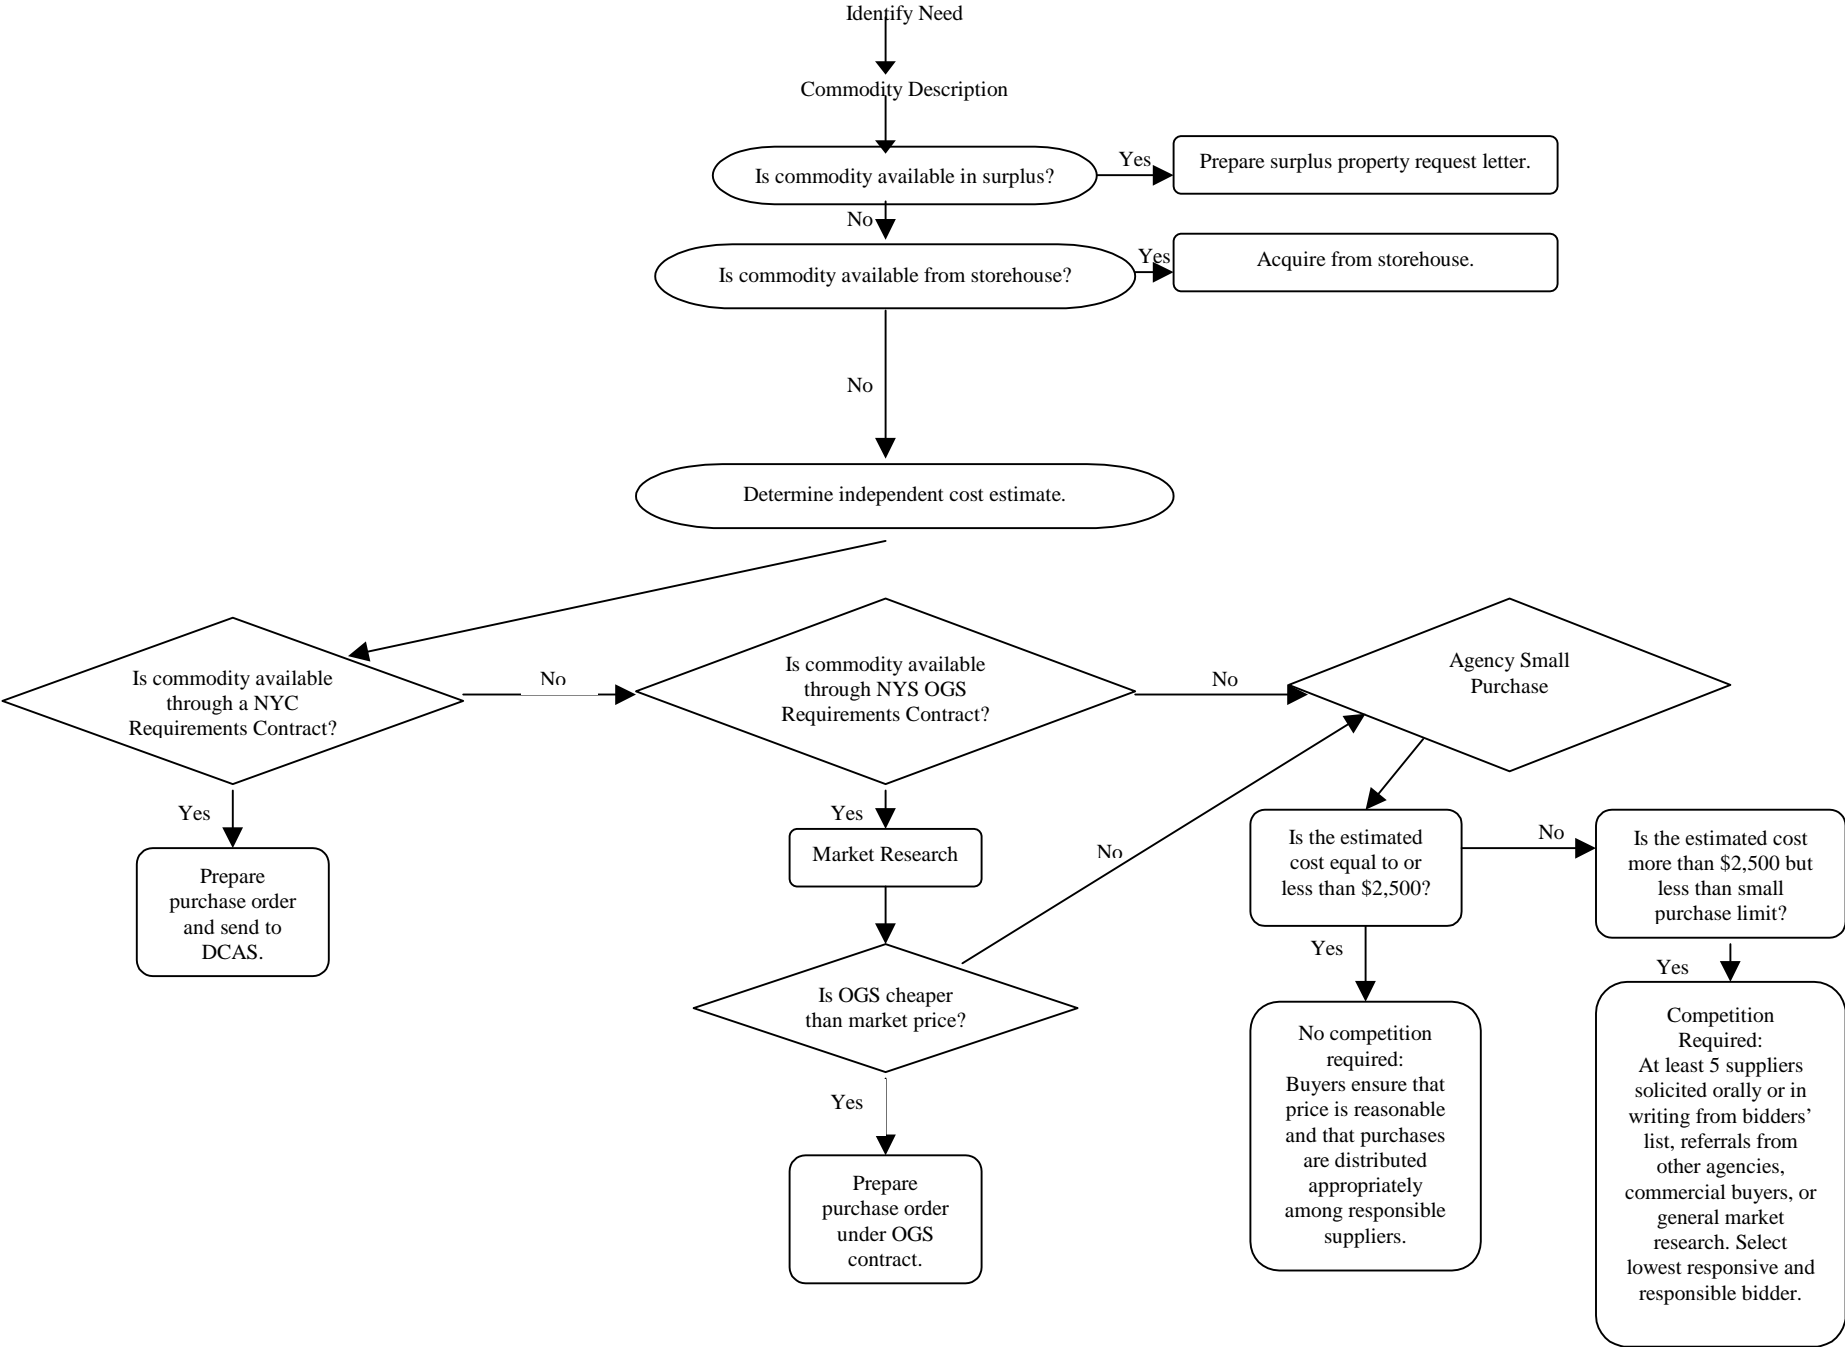 Identify Need
Commodity Description
Is commodity available in surplus?
Yes
Prepare surplus property request letter.
No
Is commodity available from storehouse?
Yes
Acquire from storehouse.
No
Determine independent cost estimate.
Is commodity available
through a NYC
Requirements Contract?
No
Is commodity available
through NYS OGS
Requirements Contract?
No
Agency Small
Purchase
Yes
Prepare
purchase order
and send to
DCAS.
Yes
Market Research
No
Is OGS cheaper
than market price?
Yes
Prepare
purchase order
under OGS
contract.
Is the estimated
cost equal to or
less than $2,500?
No
Is the estimated cost
more than $2,500 but
less than small
purchase limit?
Yes
No competition
required:
Buyers ensure that
price is reasonable
and that purchases
are distributed
appropriately
among responsible
suppliers.
Yes
Competition
Required:
At least 5 suppliers
solicited orally or in
writing from bidders’
list, referrals from
other agencies,
commercial buyers, or
general market
research. Select
lowest responsive and
responsible bidder.